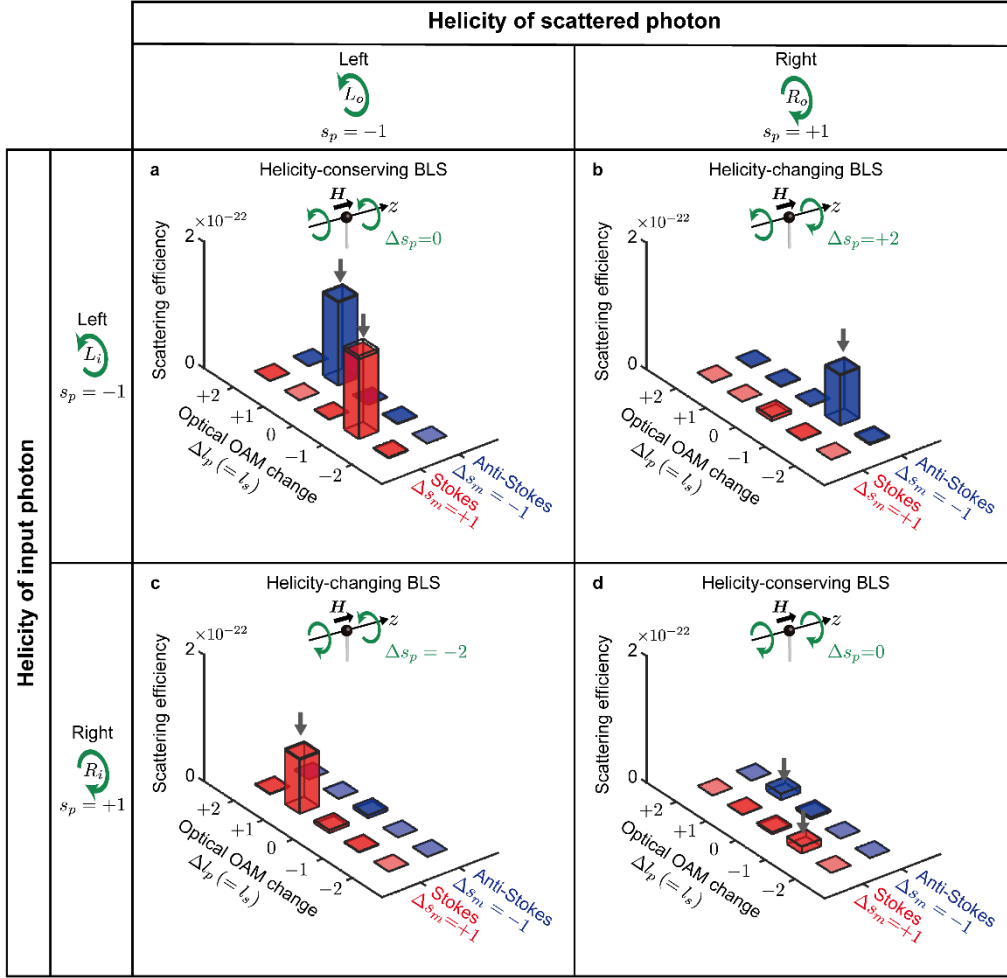 Helicity of scattered photon
Left
L_o
s_p = −1
Right
R_o
s_p = +1
Helicity of input photon
Left
L_i
s_p = −1
a
Helicity-conserving BLS
H
z
Δs_p=0
×10⁻²²
2
0
Scattering efficiency
+2
+1
0
−1
−2
Optical OAM change
Δl_p (= l_s)
Stokes
Δs_m=+1
Anti-Stokes
Δs_m = −1
b
Helicity-changing BLS
H
z
Δs_p=+2
×10⁻²²
2
0
Scattering efficiency
+2
+1
0
−1
−2
Optical OAM change
Δl_p (= l_s)
Stokes
Δs_m=+1
Anti-Stokes
Δs_m = −1
Right
R_i
s_p = +1
c
Helicity-changing BLS
H
z
Δs_p = −2
×10⁻²²
2
0
Scattering efficiency
+2
+1
0
−1
−2
Optical OAM change
Δl_p (= l_s)
Stokes
Δs_m=+1
Anti-Stokes
Δs_m = −1
d
Helicity-conserving BLS
H
z
Δs_p=0
×10⁻²²
2
0
Scattering efficiency
+2
+1
0
−1
−2
Optical OAM change
Δl_p (= l_s)
Stokes
Δs_m=+1
Anti-Stokes
Δs_m = −1